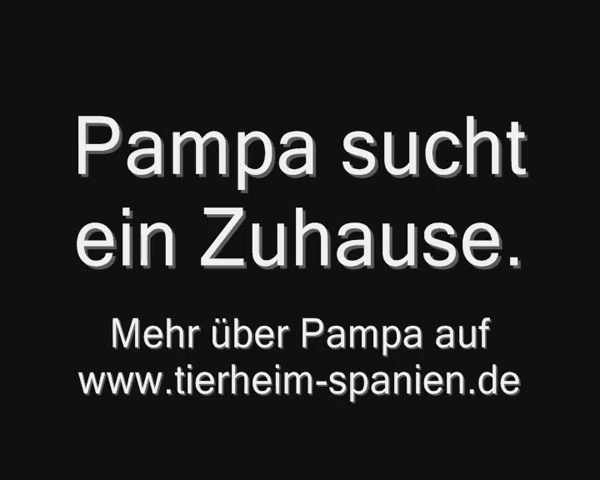 Pampa sucht
ein Zuhause.
Mehr über Pampa auf
www.tierheim-spanien.de